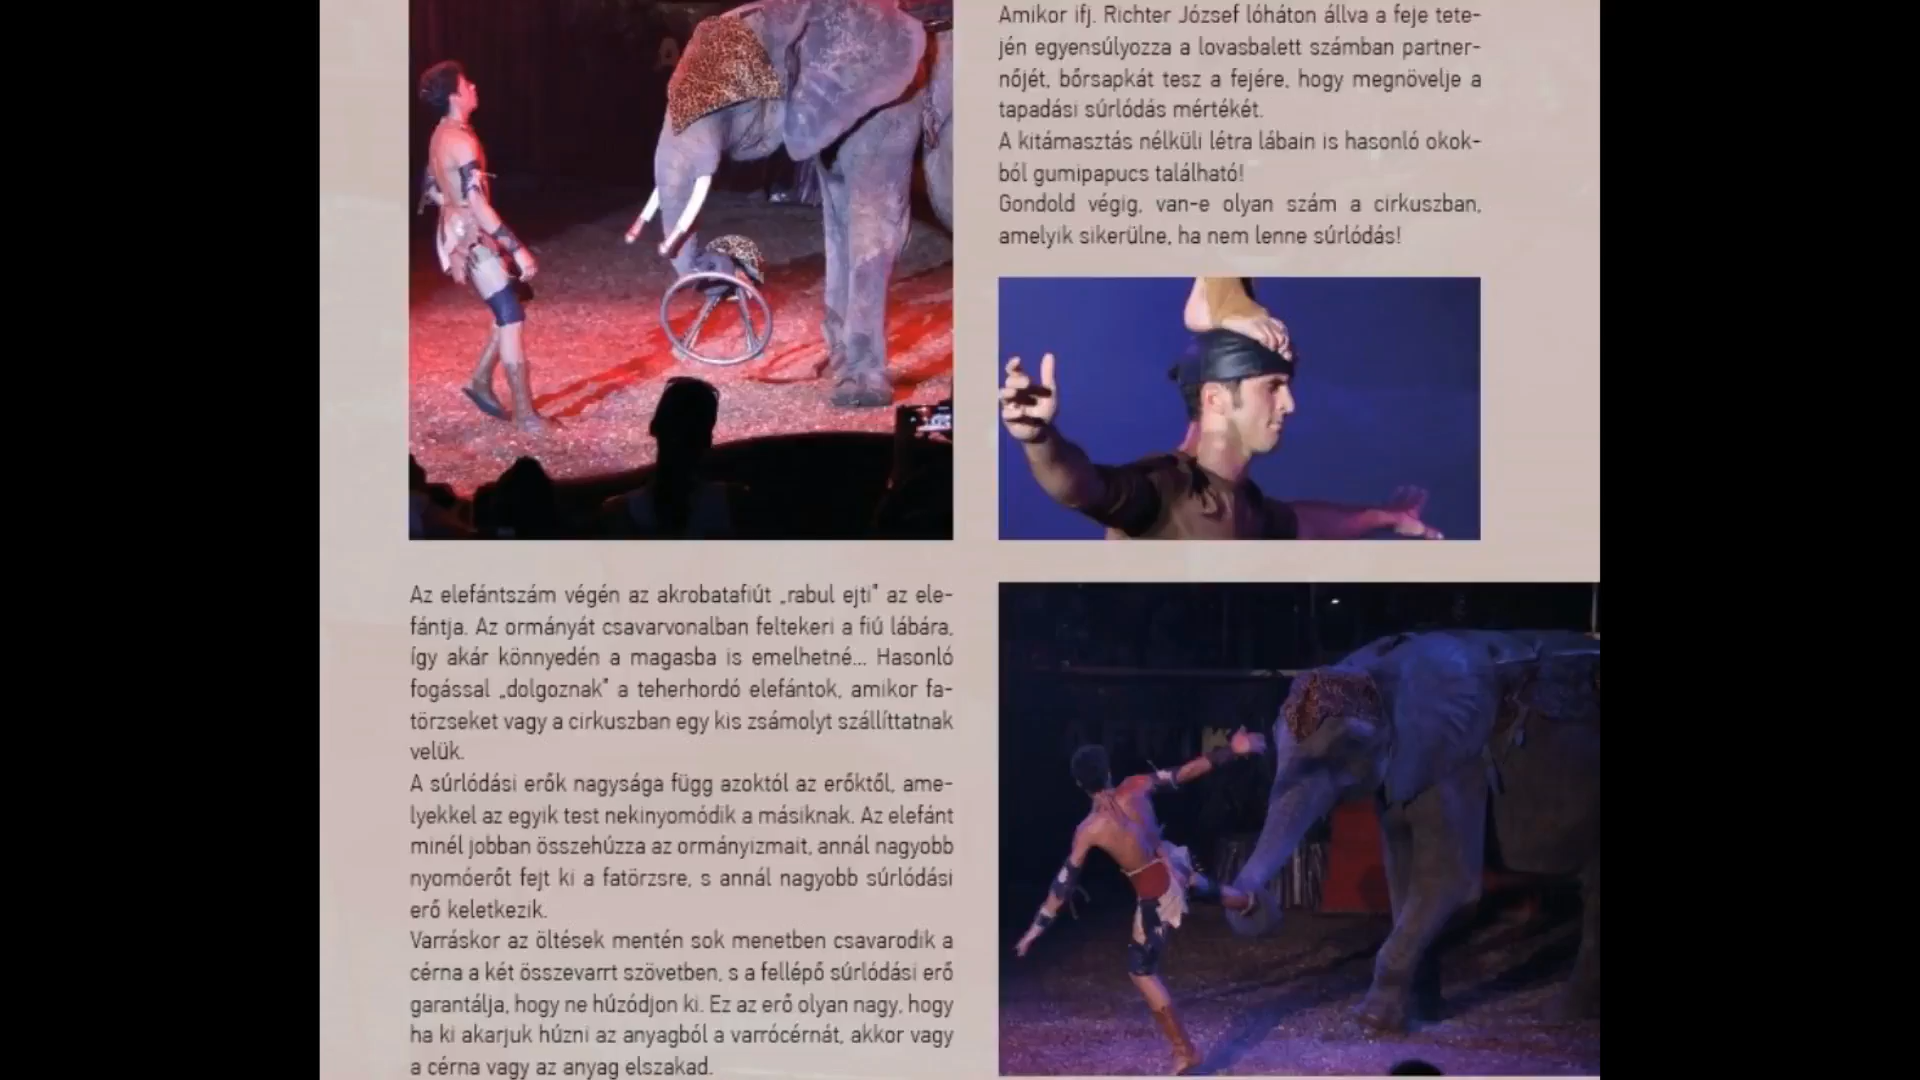 Amikor ifj. Richter József lóháton állva a feje tete-
jén egyensúlyozza a lovasbalett számban partner-
nőjét, bőrsapkát tesz a fejére, hogy megnövelje a
tapadási súrlódás mértékét.
A kitámasztás nélküli létra lábain is hasonló okok-
ból gumipapucs található!
Gondold végig, van-e olyan szám a cirkuszban,
amelyik sikerülne, ha nem lenne súrlódás!
Az elefántszám végén az akrobatafiút „rabul ejti" az ele-
fántja. Az ormányát csavarvonalban feltekeri a fiú lábára,
így akár könnyedén a magasba is emelhetné... Hasonló
fogással „dolgoznak" a teherhordó elefántok, amikor fa-
törzseket vagy a cirkuszban egy kis zsámolyt szállíttatnak
velük.
A súrlódási erők nagysága függ azoktól az erőktől, ame-
lyekkel az egyik test nekinyomódik a másiknak. Az elefánt
minél jobban összehúzza az ormányizmait, annál nagyobb
nyomóerőt fejt ki a fatörzsre, s annál nagyobb súrlódási
erő keletkezik.
Varráskor az öltések mentén sok menetben csavarodik a
cérna a két összevarrt szövetben, s a fellépő súrlódási erő
garantálja, hogy ne húzódjon ki. Ez az erő olyan nagy, hogy
ha ki akarjuk húzni az anyagból a varrócérnát, akkor vagy
a cérna vagy az anyag elszakad.